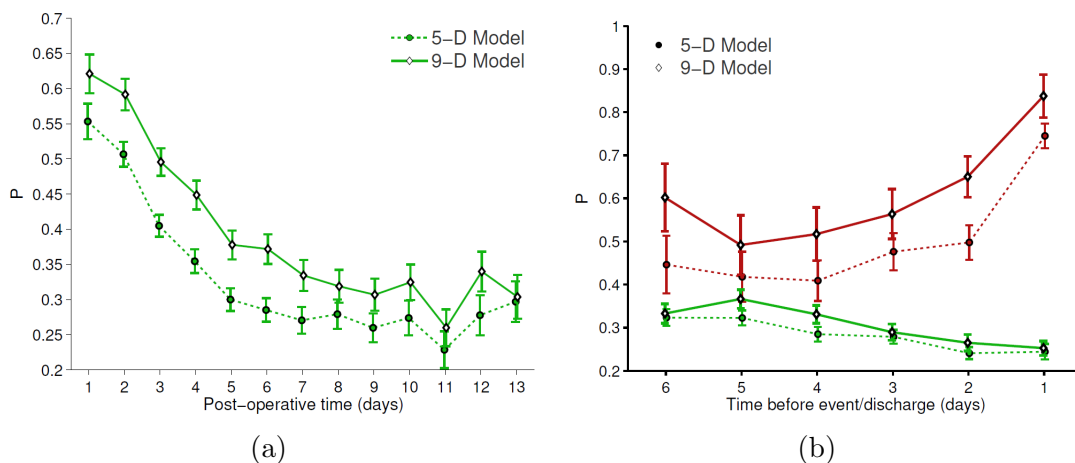 0.7
0.65
0.6
0.55
0.5
0.45
0.4
0.35
0.3
0.25
0.2
P
5-D Model
9-D Model
1 2 3 4 5 6 7 8 9 10 11 12 13
Post-operative time (days)
(a)
1
0.9
0.8
0.7
0.6
0.5
0.4
0.3
0.2
P
5-D Model
9-D Model
6 5 4 3 2 1
Time before event/discharge (days)
(b)